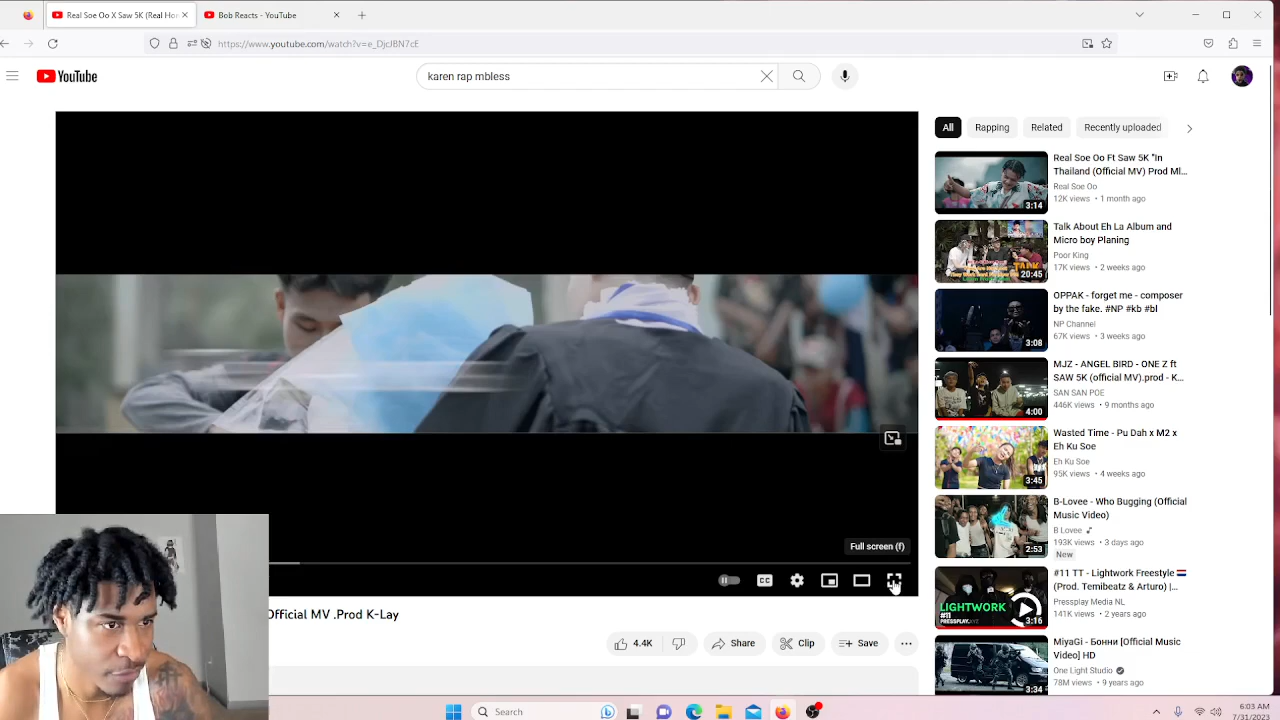 Real Soe Oo X Saw 5K (Real Hom
Bob Reacts - YouTube
https://www.youtube.com/watch?v=e_DjcJBN7cE
YouTube
karen rap moless
All
Rapping
Related
Recently uploaded
Real Soe Oo Ft Saw 5K "In
Thailand (Official MV) Prod Ml...
Real Soe Oo
12K views • 1 month ago
3:14
Talk About Eh La Album and
Micro boy Planing
Poor King
17K views • 2 weeks ago
20:45
OPPAK - forget me - composer
by the fake. #NP #kb #bl
NP Channel
67K views • 3 weeks ago
3:08
MJZ - ANGEL BIRD - ONE Z ft
SAW 5K (official MV).prod - K...
SAN SAN POE
446K views • 9 months ago
4:00
Wasted Time - Pu Dah x M2 x
Eh Ku Soe
Eh Ku Soe
95K views • 4 weeks ago
3:45
B-Lovee - Who Bugging (Official
Music Video)
B Lovee
193K views • 3 days ago
New
2:53
#11 TT - Lightwork Freestyle
(Prod. Temibeatz & Arturo) |...
Pressplay Media NL
141K views • 2 years ago
LIGHTWORK
#11
PRESSPLAY
3:16
MiyaGi - Бонни [Official Music
Video] HD
One Light Studio
78M views • 9 years ago
3:34
Full screen (f)
CC
Official MV .Prod K-Lay
4.4K
Share
Clip
Save
Search
6:03 AM
7/31/2023